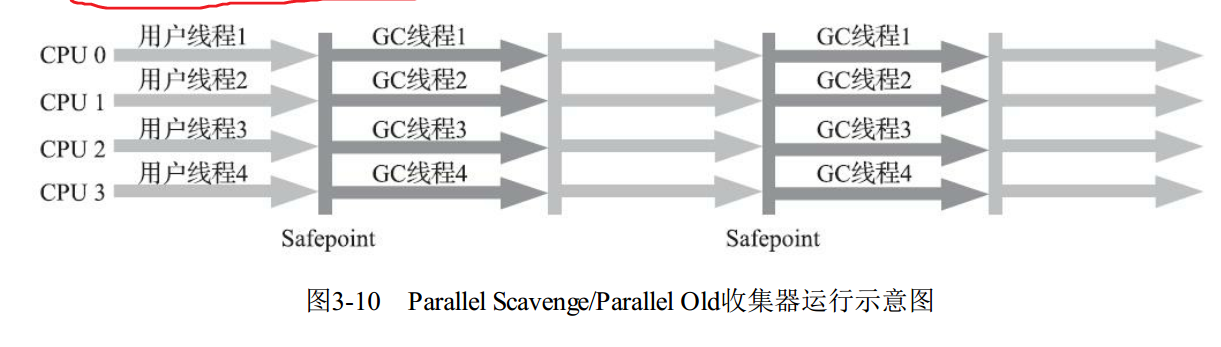 用户线程1 GC线程1 GC线程1
CPU 0
用户线程2 GC线程2 GC线程2
CPU 1
用户线程3 GC线程3 GC线程3
CPU 2
用户线程4 GC线程4 GC线程4
CPU 3
Safepoint Safepoint
图3-10 Parallel Scavenge/Parallel Old收集器运行示意图